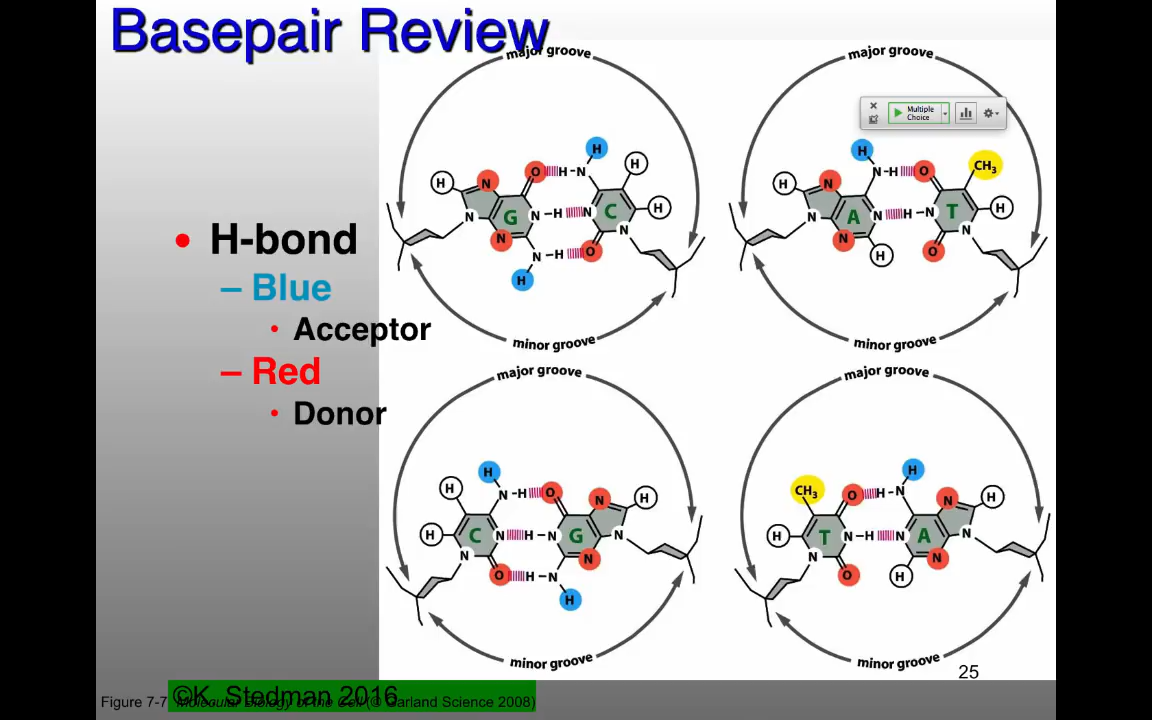 Basepair Review
• H-bond
– Blue
• Acceptor
– Red
• Donor
major groove
H N O H N H H H
N G N H N C
N N H O N
H
minor groove
major groove
Multiple
Choice
H N H O CH3
H N A N H N T H
N N H O N
minor groove
major groove
H H N H O N H
H C N H N G N
N O H N N
H
minor groove
major groove
CH3 O H N H N H
H T N H N A N
N O H N
minor groove
25
©K. Stedman 2016
Figure 7-7 Molecular Biology of the Cell (© Garland Science 2008)